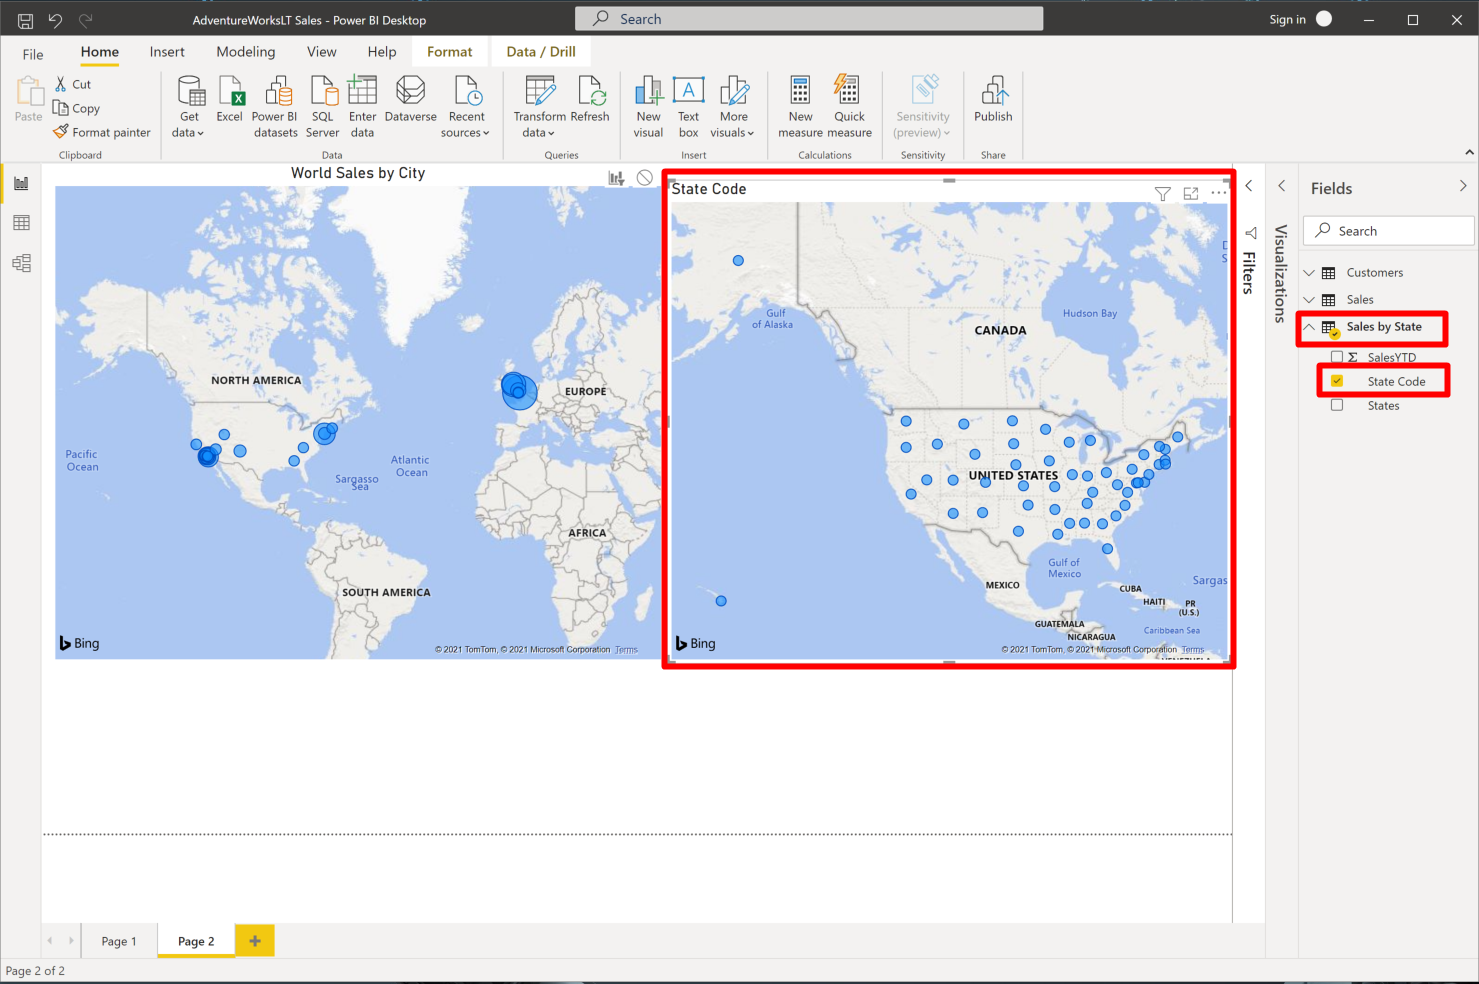 AdventureWorksLT Sales - Power BI Desktop
Search
Sign in
File
Home
Insert
Modeling
View
Help
Format
Data / Drill
Paste
Cut
Copy
Format painter
Clipboard
Get
data
Excel
Power BI
datasets
SQL
Server
Enter
data
Dataverse
Recent
sources
Data
Transform
data
Refresh
Queries
New
visual
Text
box
More
visuals
Insert
New
measure
Quick
measure
Calculations
Sensitivity
(preview)
Sensitivity
Publish
Share
World Sales by City
NORTH AMERICA
EUROPE
Pacific
Ocean
Atlantic
Ocean
Sargasso
Sea
AFRICA
SOUTH AMERICA
Bing
© 2021 TomTom, © 2021 Microsoft Corporation Terms
State Code
Gulf
of Alaska
Hudson Bay
CANADA
UNITED STATES
Gulf of
Mexico
MEXICO
CUBA
HAITI
PR
(U.S.)
Sargas
GUATEMALA
NICARAGUA
Caribbean Sea
Bing
© 2021 TomTom, © 2021 Microsoft Corporation Terms
Filters
Visualizations
Fields
Search
Customers
Sales
Sales by State
Σ SalesYTD
State Code
States
Page 1
Page 2
+
Page 2 of 2